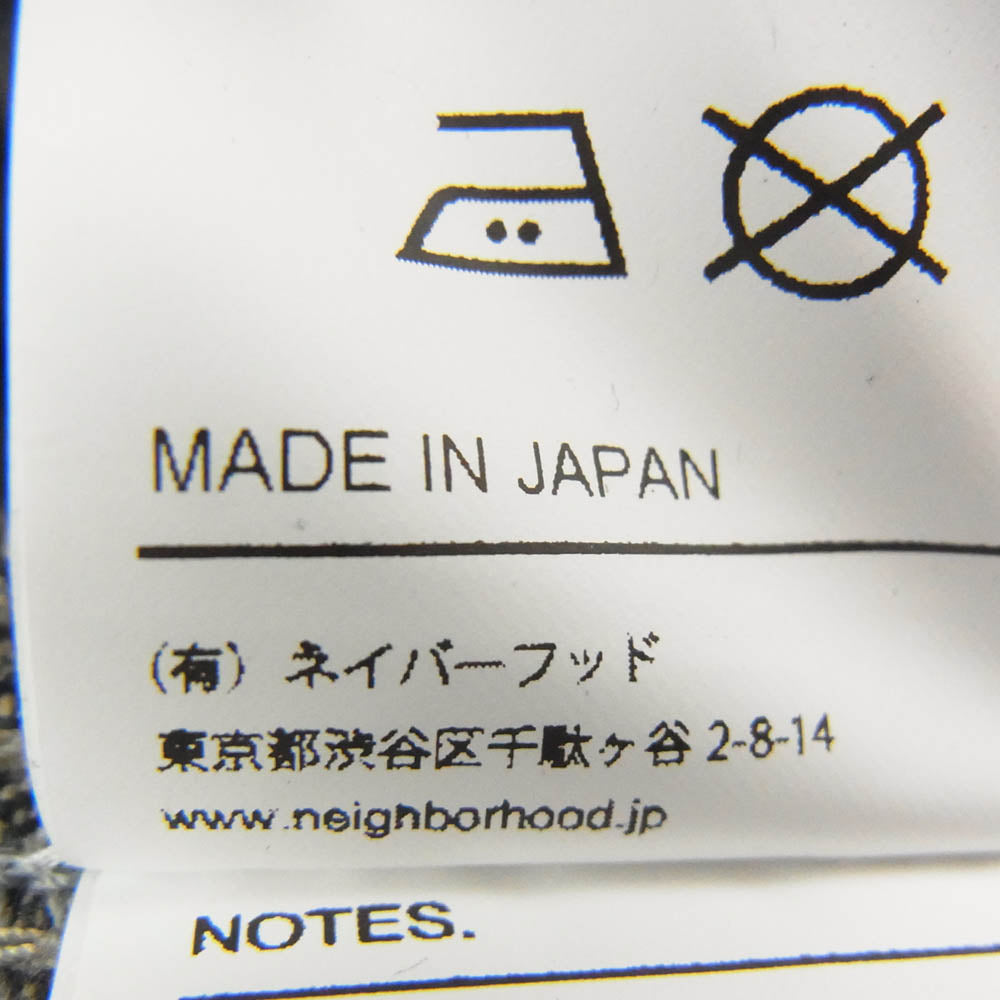 MADE IN JAPAN
(有) ネイバーフッド
東京都渋谷区千駄ヶ谷 2-8-14
www.neighborhood.jp
NOTES.